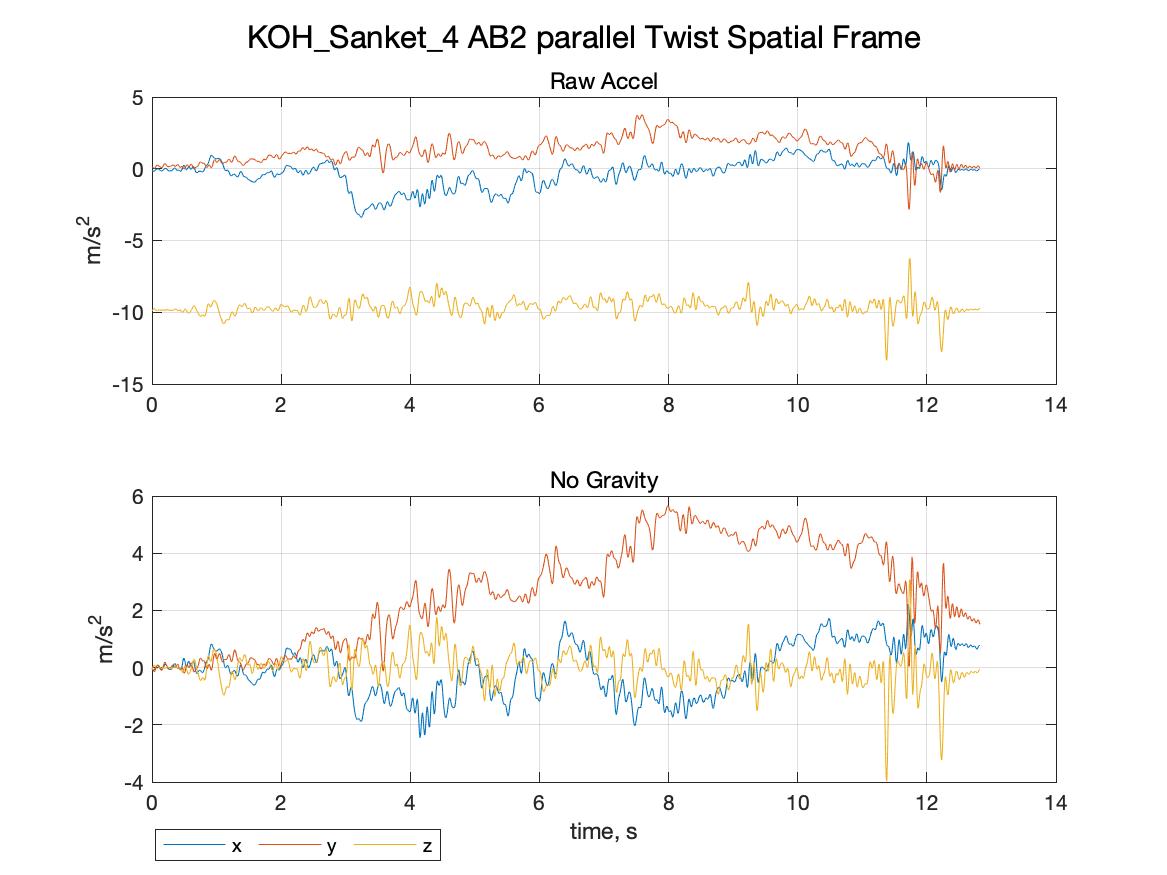 KOH_Sanket_4 AB2 parallel Twist Spatial Frame
Raw Accel
5
0
-5
-10
-15
m/s²
0 2 4 6 8 10 12 14
No Gravity
6
4
2
0
-2
-4
m/s²
0 2 4 6 8 10 12 14
time, s
x y z